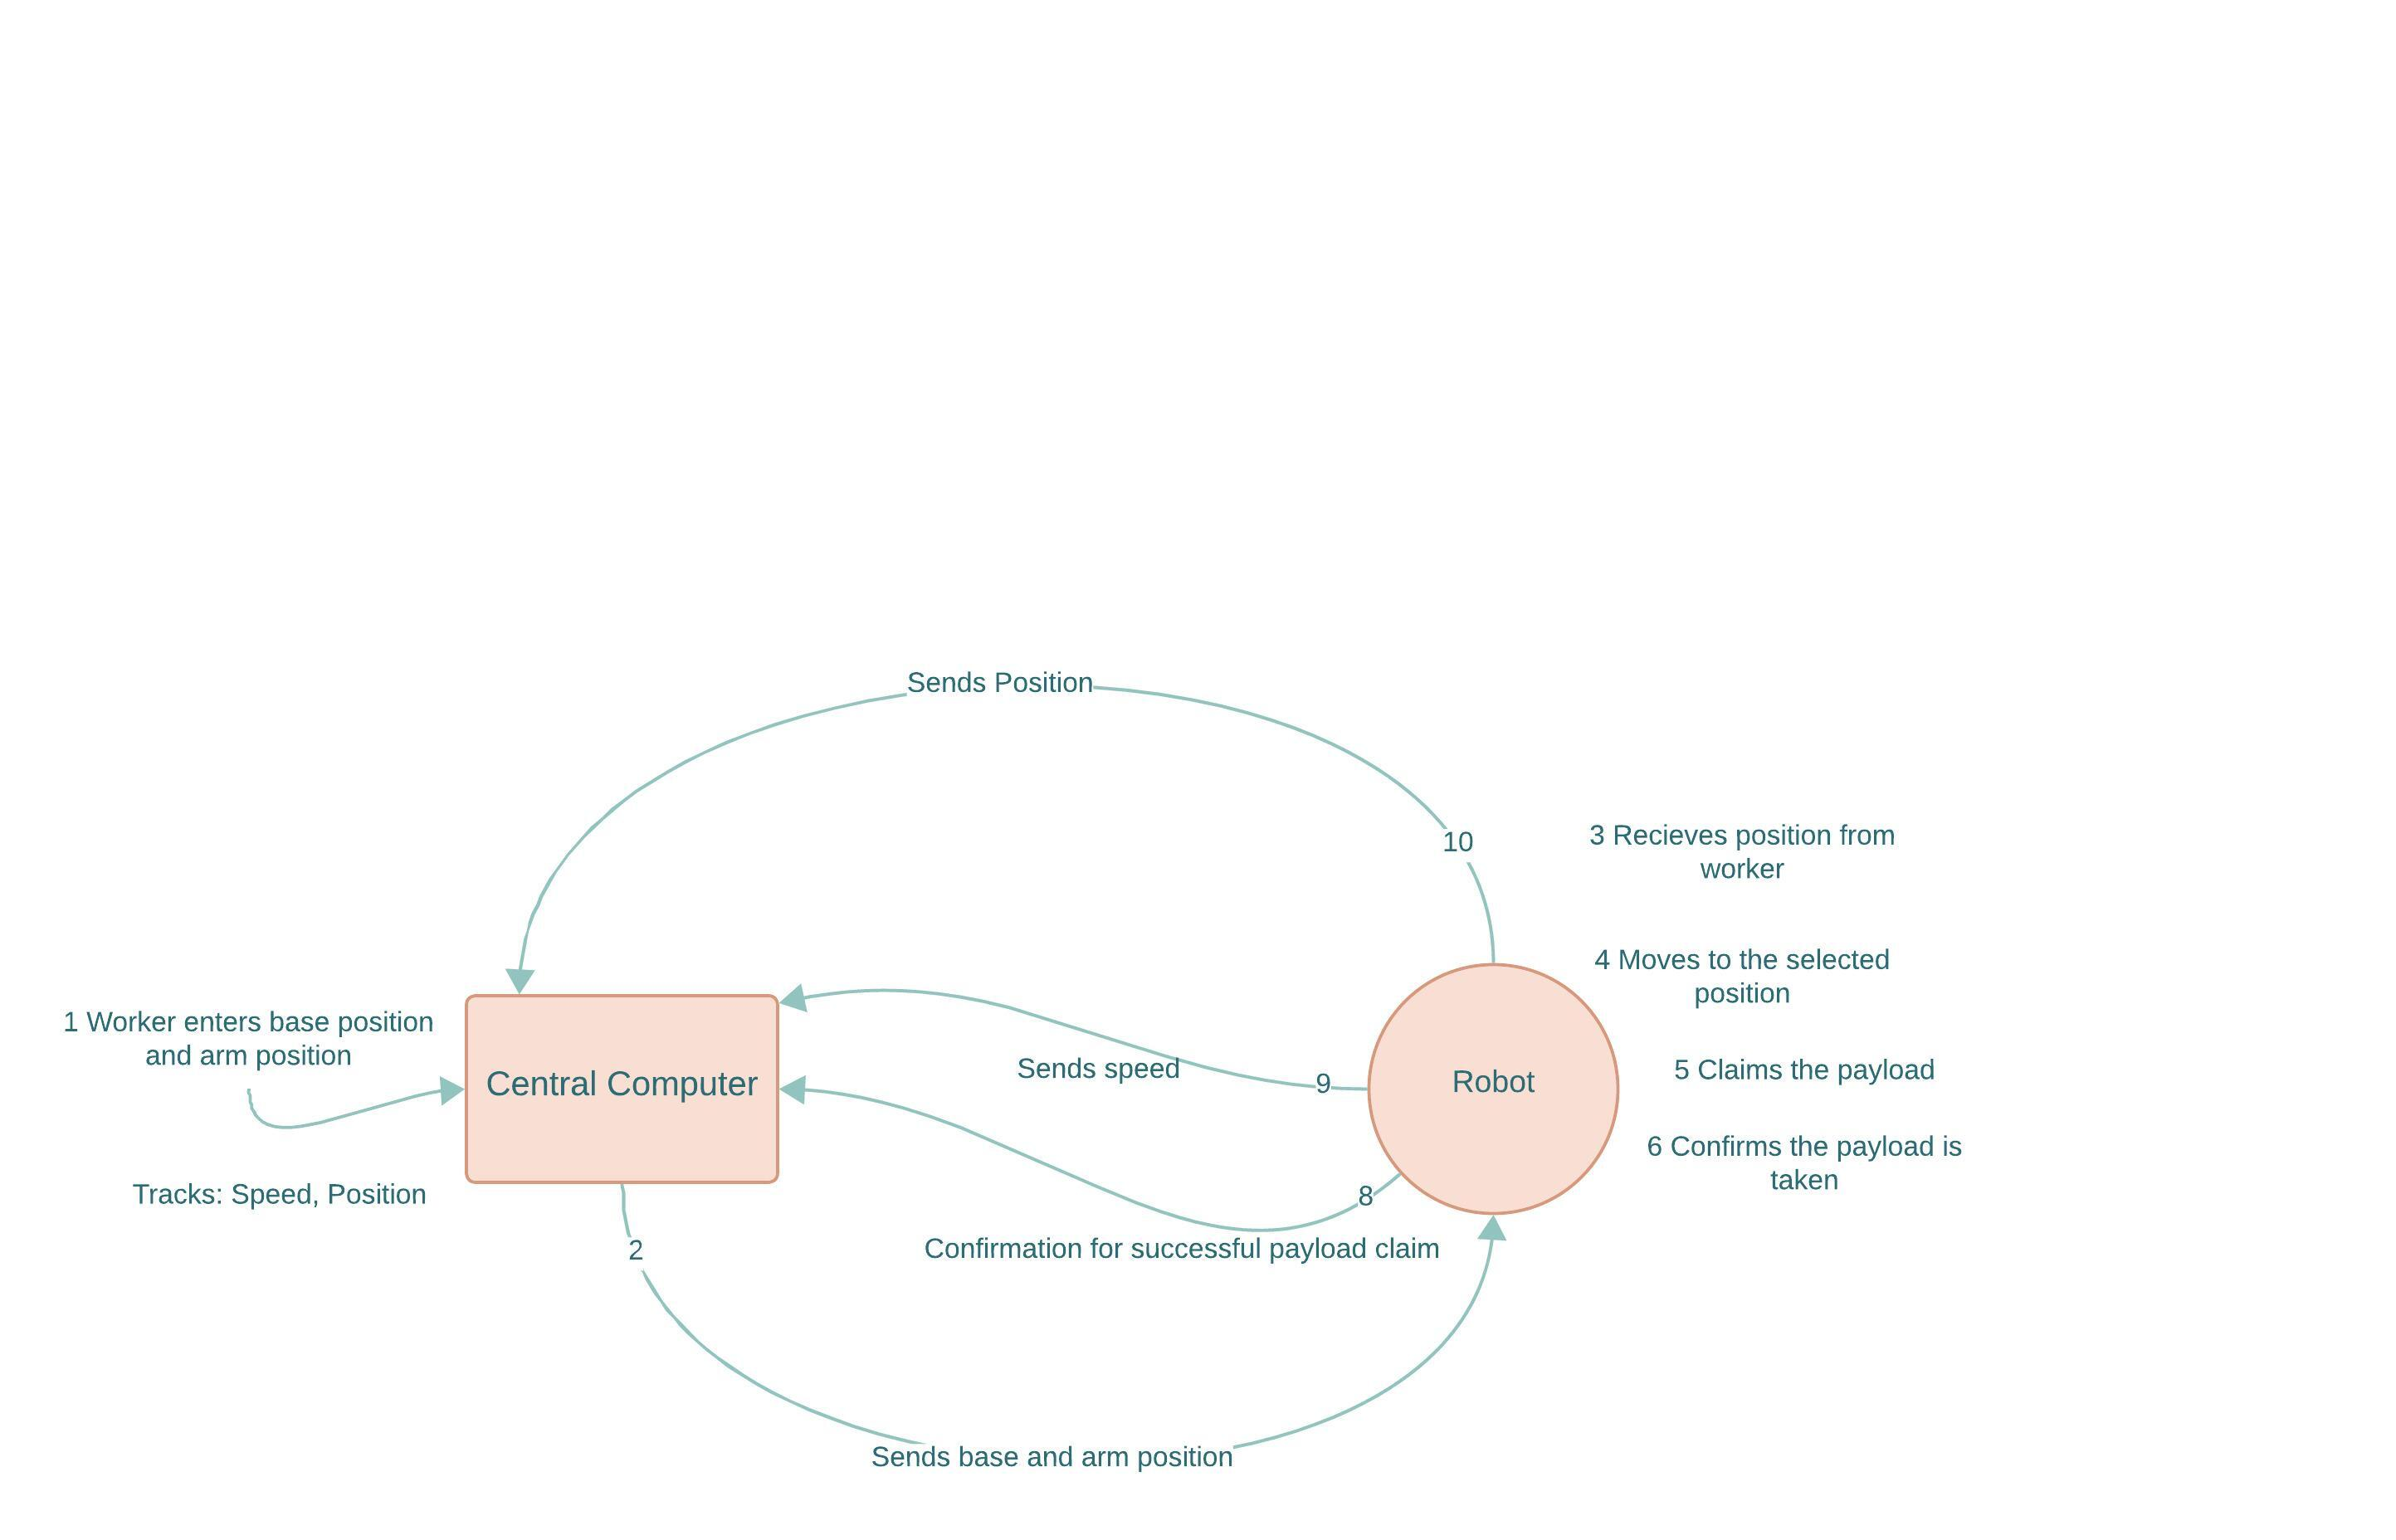 Sends Position
10
3 Recieves position from
worker
4 Moves to the selected
position
1 Worker enters base position
and arm position
Central Computer
Sends speed
9
Robot
5 Claims the payload
6 Confirms the payload is
taken
Tracks: Speed, Position
8
2
Confirmation for successful payload claim
Sends base and arm position